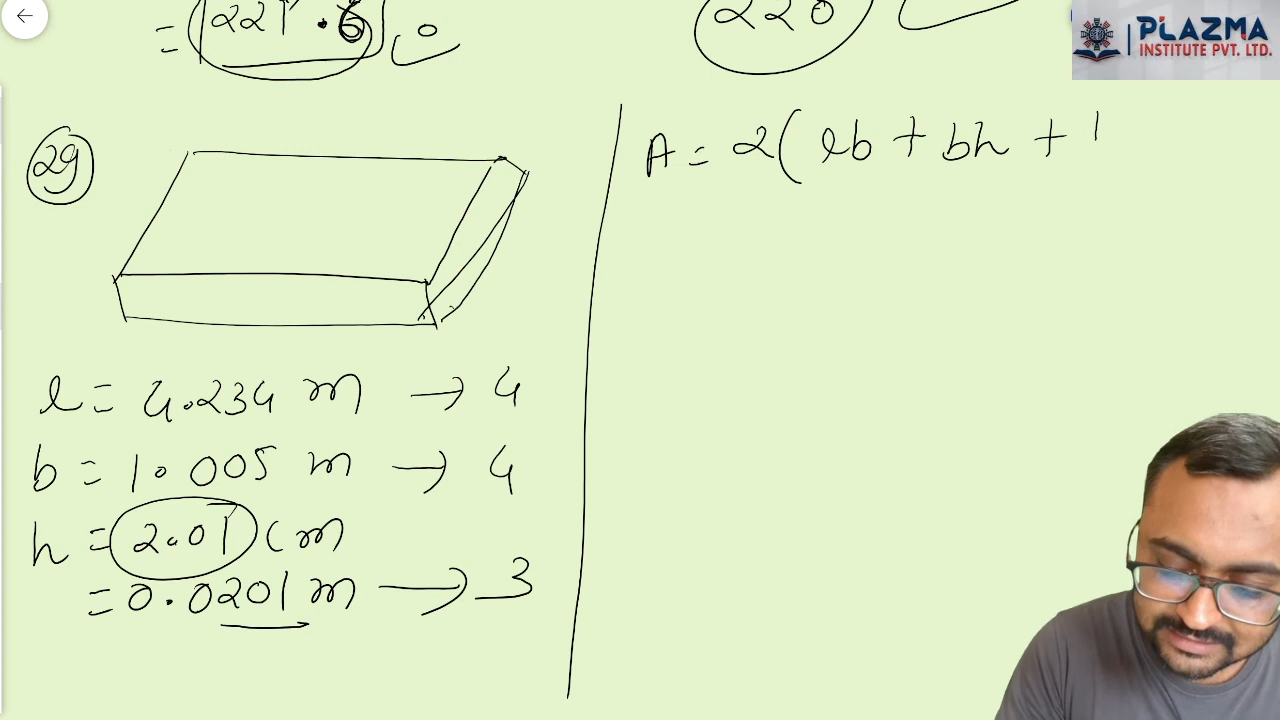 = 221.6
220
PLAZMA
INSTITUTE PVT. LTD.
29
l = 4.234 m → 4
b = 1.005 m → 4
h = 2.01 cm
= 0.0201 m → 3
A = 2( lb + bh + l